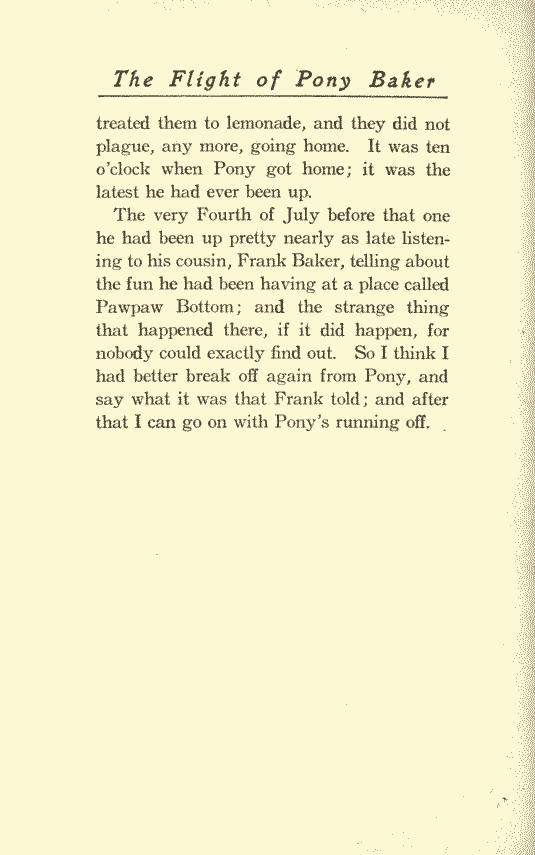 The Flight of Pony Baker
treated them to lemonade, and they did not
plague, any more, going home. It was ten
o'clock when Pony got home; it was the
latest he had ever been up.
The very Fourth of July before that one
he had been up pretty nearly as late listen-
ing to his cousin, Frank Baker, telling about
the fun he had been having at a place called
Pawpaw Bottom; and the strange thing
that happened there, if it did happen, for
nobody could exactly find out. So I think I
had better break off again from Pony, and
say what it was that Frank told; and after
that I can go on with Pony's running off.